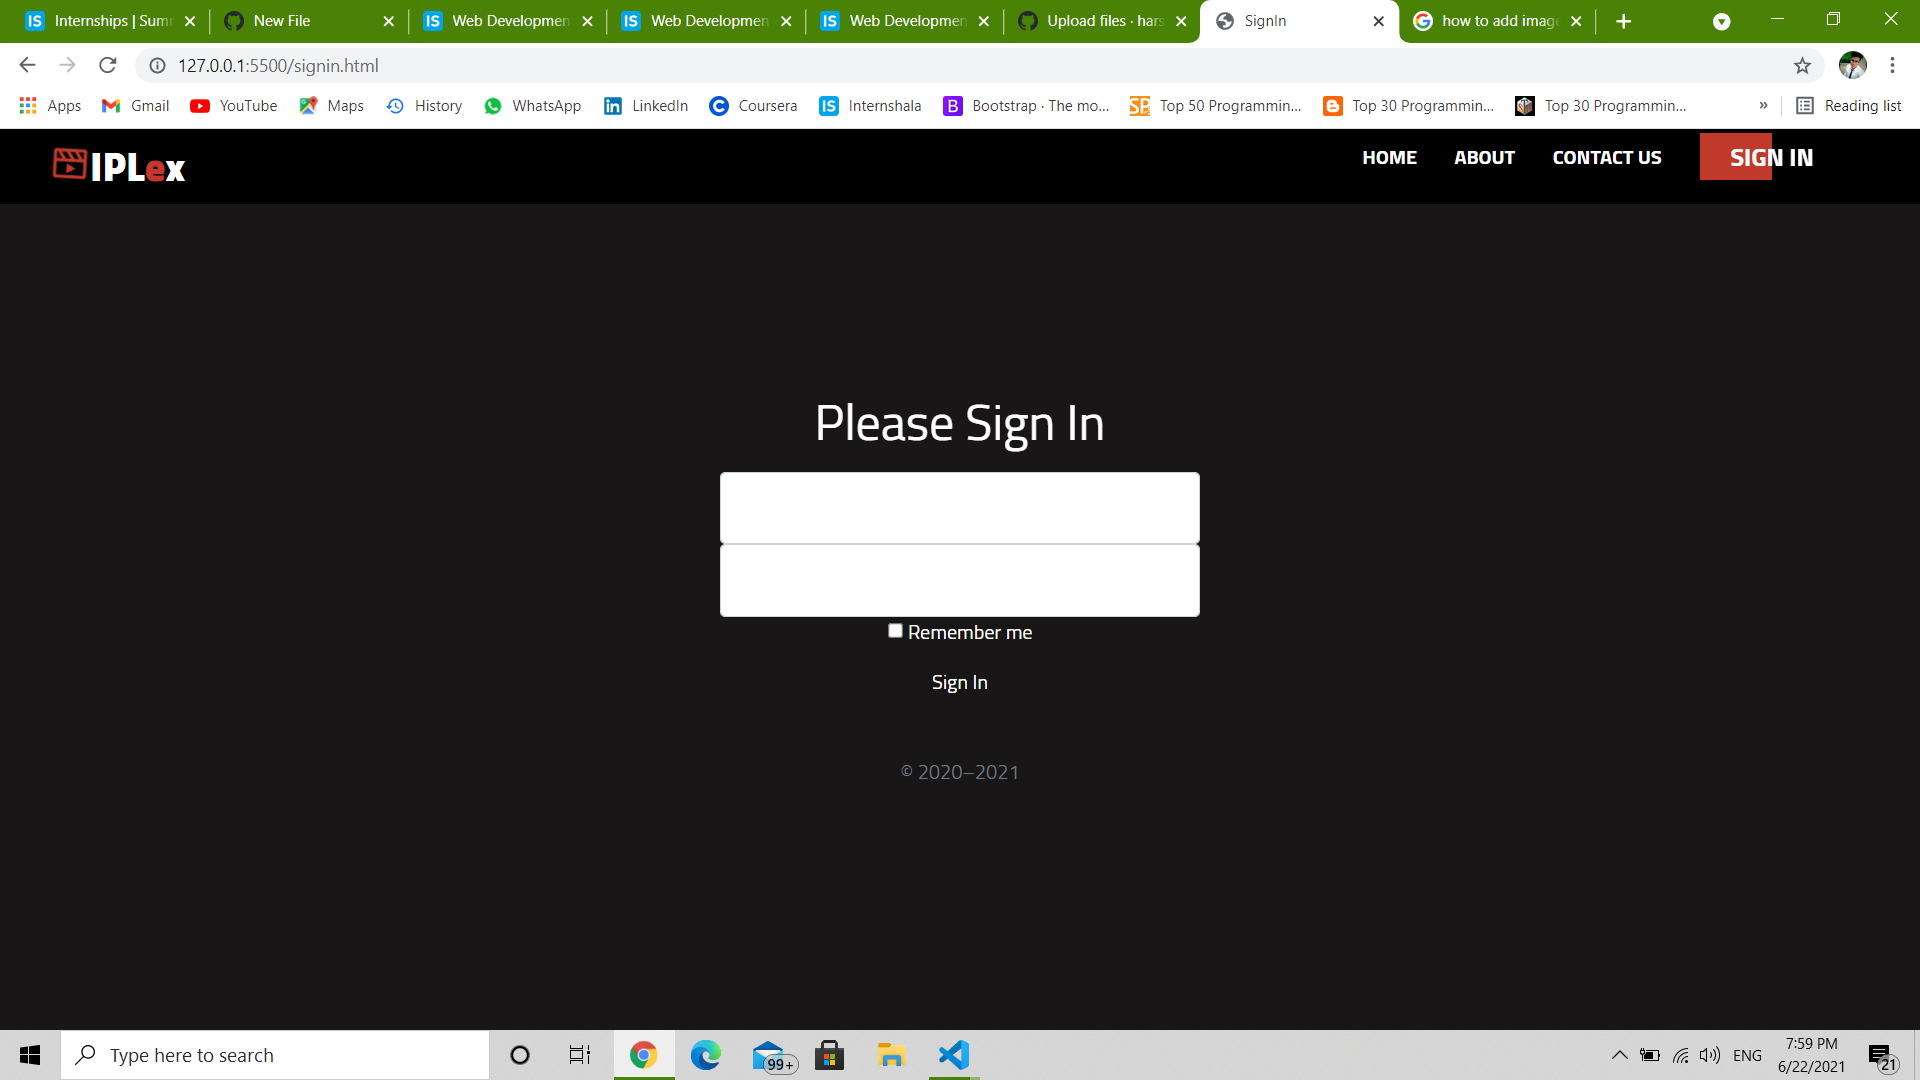 Internships | Sum
New File
Web Developmen
Web Developmen
Web Developmen
Upload files · hars
SignIn
how to add image
127.0.0.1:5500/signin.html
Apps
Gmail
YouTube
Maps
History
WhatsApp
LinkedIn
Coursera
Internshala
Bootstrap · The mo...
Top 50 Programmin...
Top 30 Programmin...
Top 30 Programmin...
»
Reading list
IPLex
HOME
ABOUT
CONTACT US
SIGN IN
Please Sign In
Remember me
Sign In
© 2020–2021
Type here to search
99+
ENG
7:59 PM
6/22/2021
21